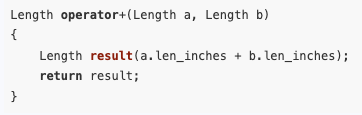 Length operator+(Length a, Length b)
{
    Length result(a.len_inches + b.len_inches);
    return result;
}